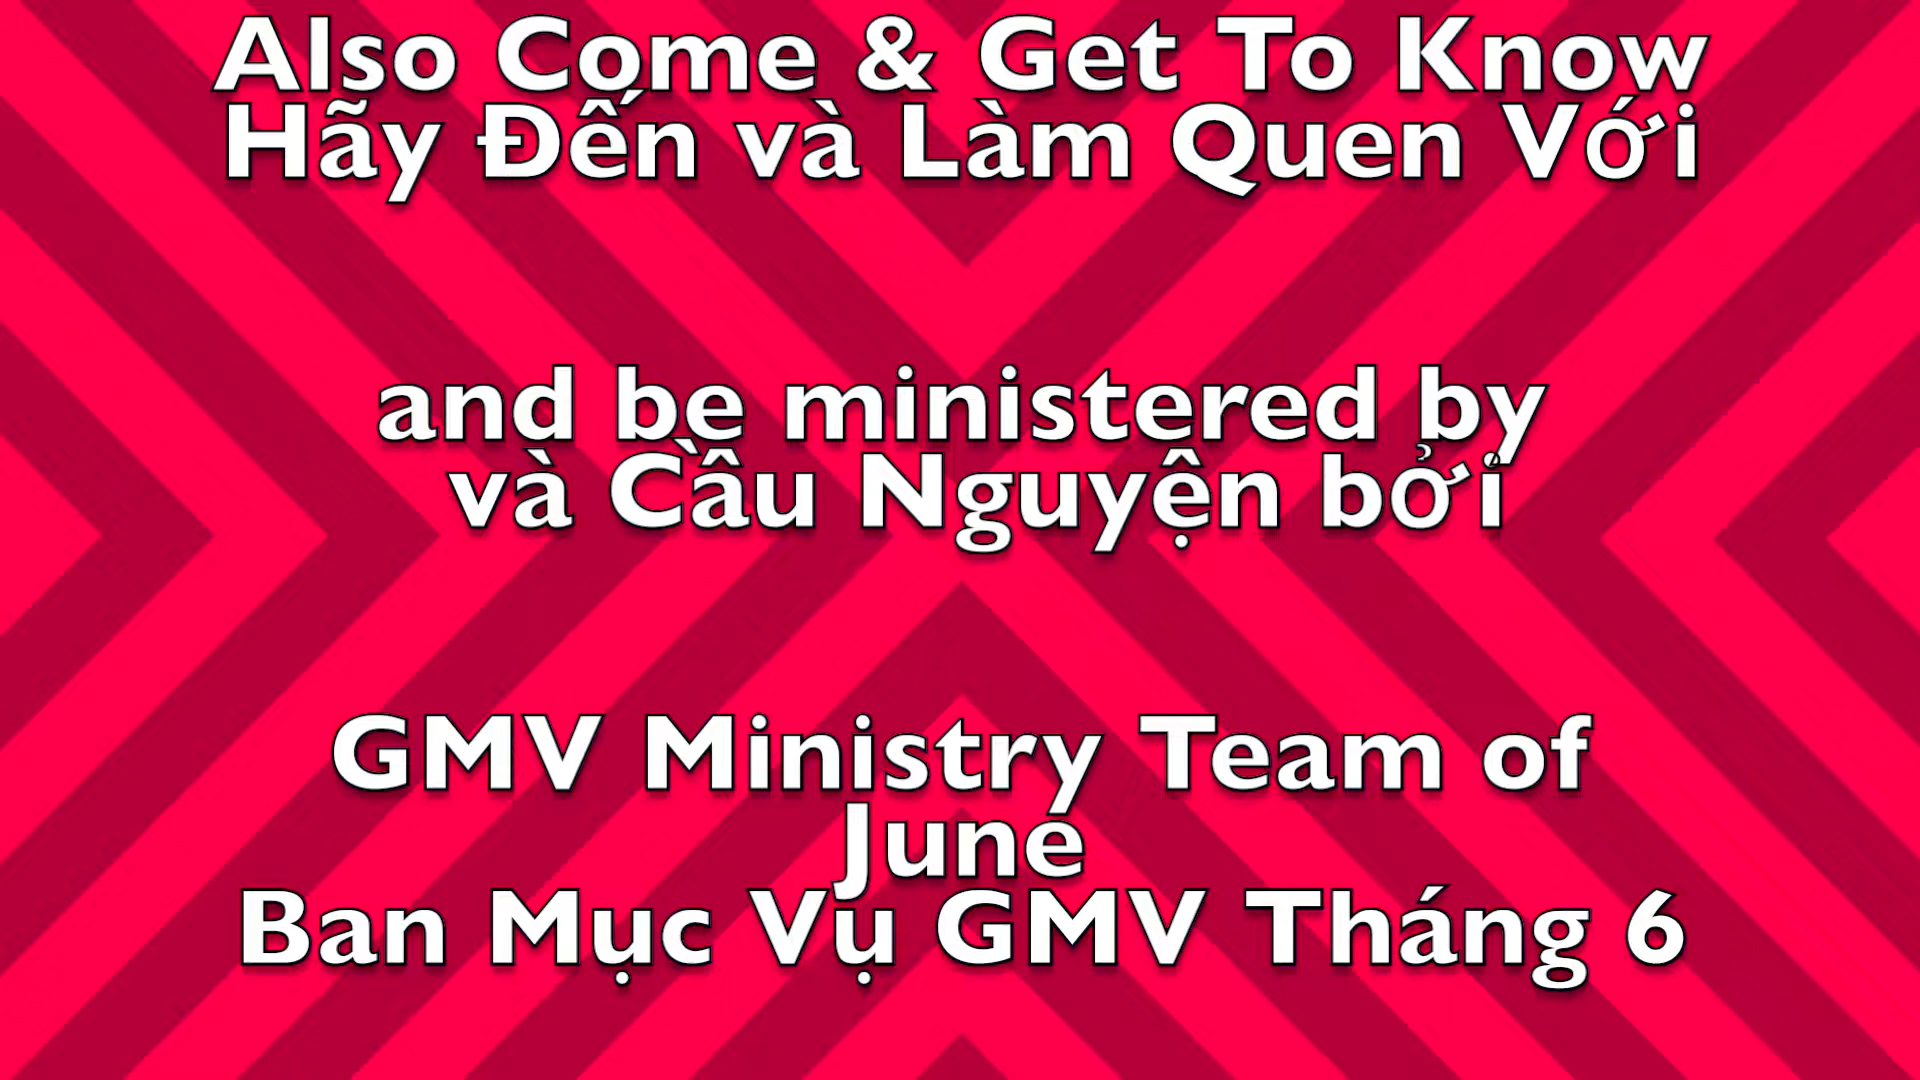 Also Come & Get To Know
Hãy Đến và Làm Quen Với
and be ministered by
và Cầu Nguyện bởi
GMV Ministry Team of
June
Ban Mục Vụ GMV Tháng 6